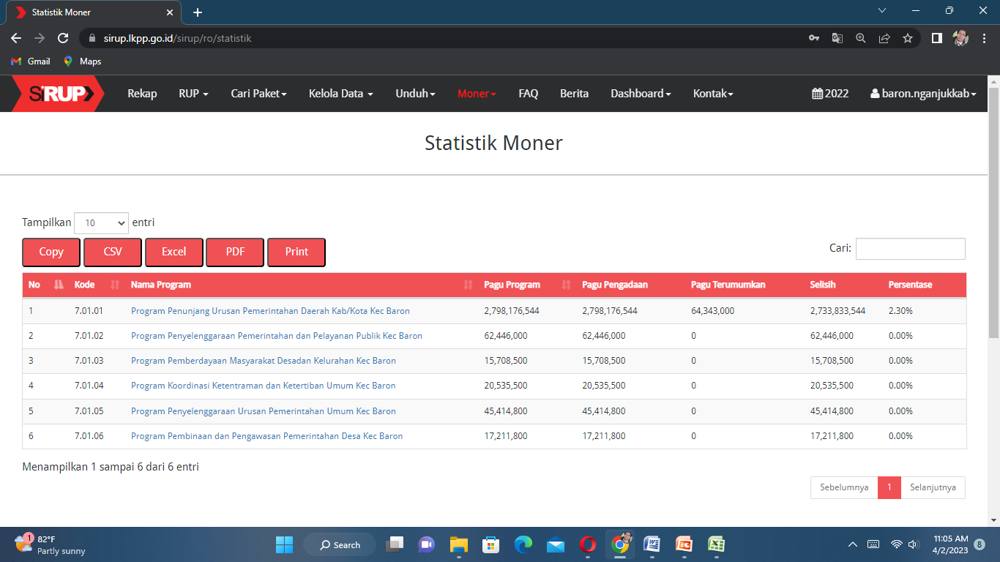 Statistik Moner
sirup.lkpp.go.id/sirup/ro/statistik
Gmail Maps
SiRUP Rekap RUP Cari Paket Kelola Data Unduh Moner FAQ Berita Dashboard Kontak 2022 baron.nganjukkab
Statistik Moner
Tampilkan 10 entri
Copy CSV Excel PDF Print Cari:
No Kode Nama Program Pagu Program Pagu Pengadaan Pagu Terumumkan Selisih Persentase
1 7.01.01 Program Penunjang Urusan Pemerintahan Daerah Kab/Kota Kec Baron 2,798,176,544 2,798,176,544 64,343,000 2,733,833,544 2.30%
2 7.01.02 Program Penyelenggaraan Pemerintahan dan Pelayanan Publik Kec Baron 62,446,000 62,446,000 0 62,446,000 0.00%
3 7.01.03 Program Pemberdayaan Masyarakat Desadan Kelurahan Kec Baron 15,708,500 15,708,500 0 15,708,500 0.00%
4 7.01.04 Program Koordinasi Ketentraman dan Ketertiban Umum Kec Baron 20,535,500 20,535,500 0 20,535,500 0.00%
5 7.01.05 Program Penyelenggaraan Urusan Pemerintahan Umum Kec Baron 45,414,800 45,414,800 0 45,414,800 0.00%
6 7.01.06 Program Pembinaan dan Pengawasan Pemerintahan Desa Kec Baron 17,211,800 17,211,800 0 17,211,800 0.00%
Menampilkan 1 sampai 6 dari 6 entri
Sebelumnya 1 Selanjutnya
1 82°F
Partly sunny
Search
11:05 AM
4/2/2023
8